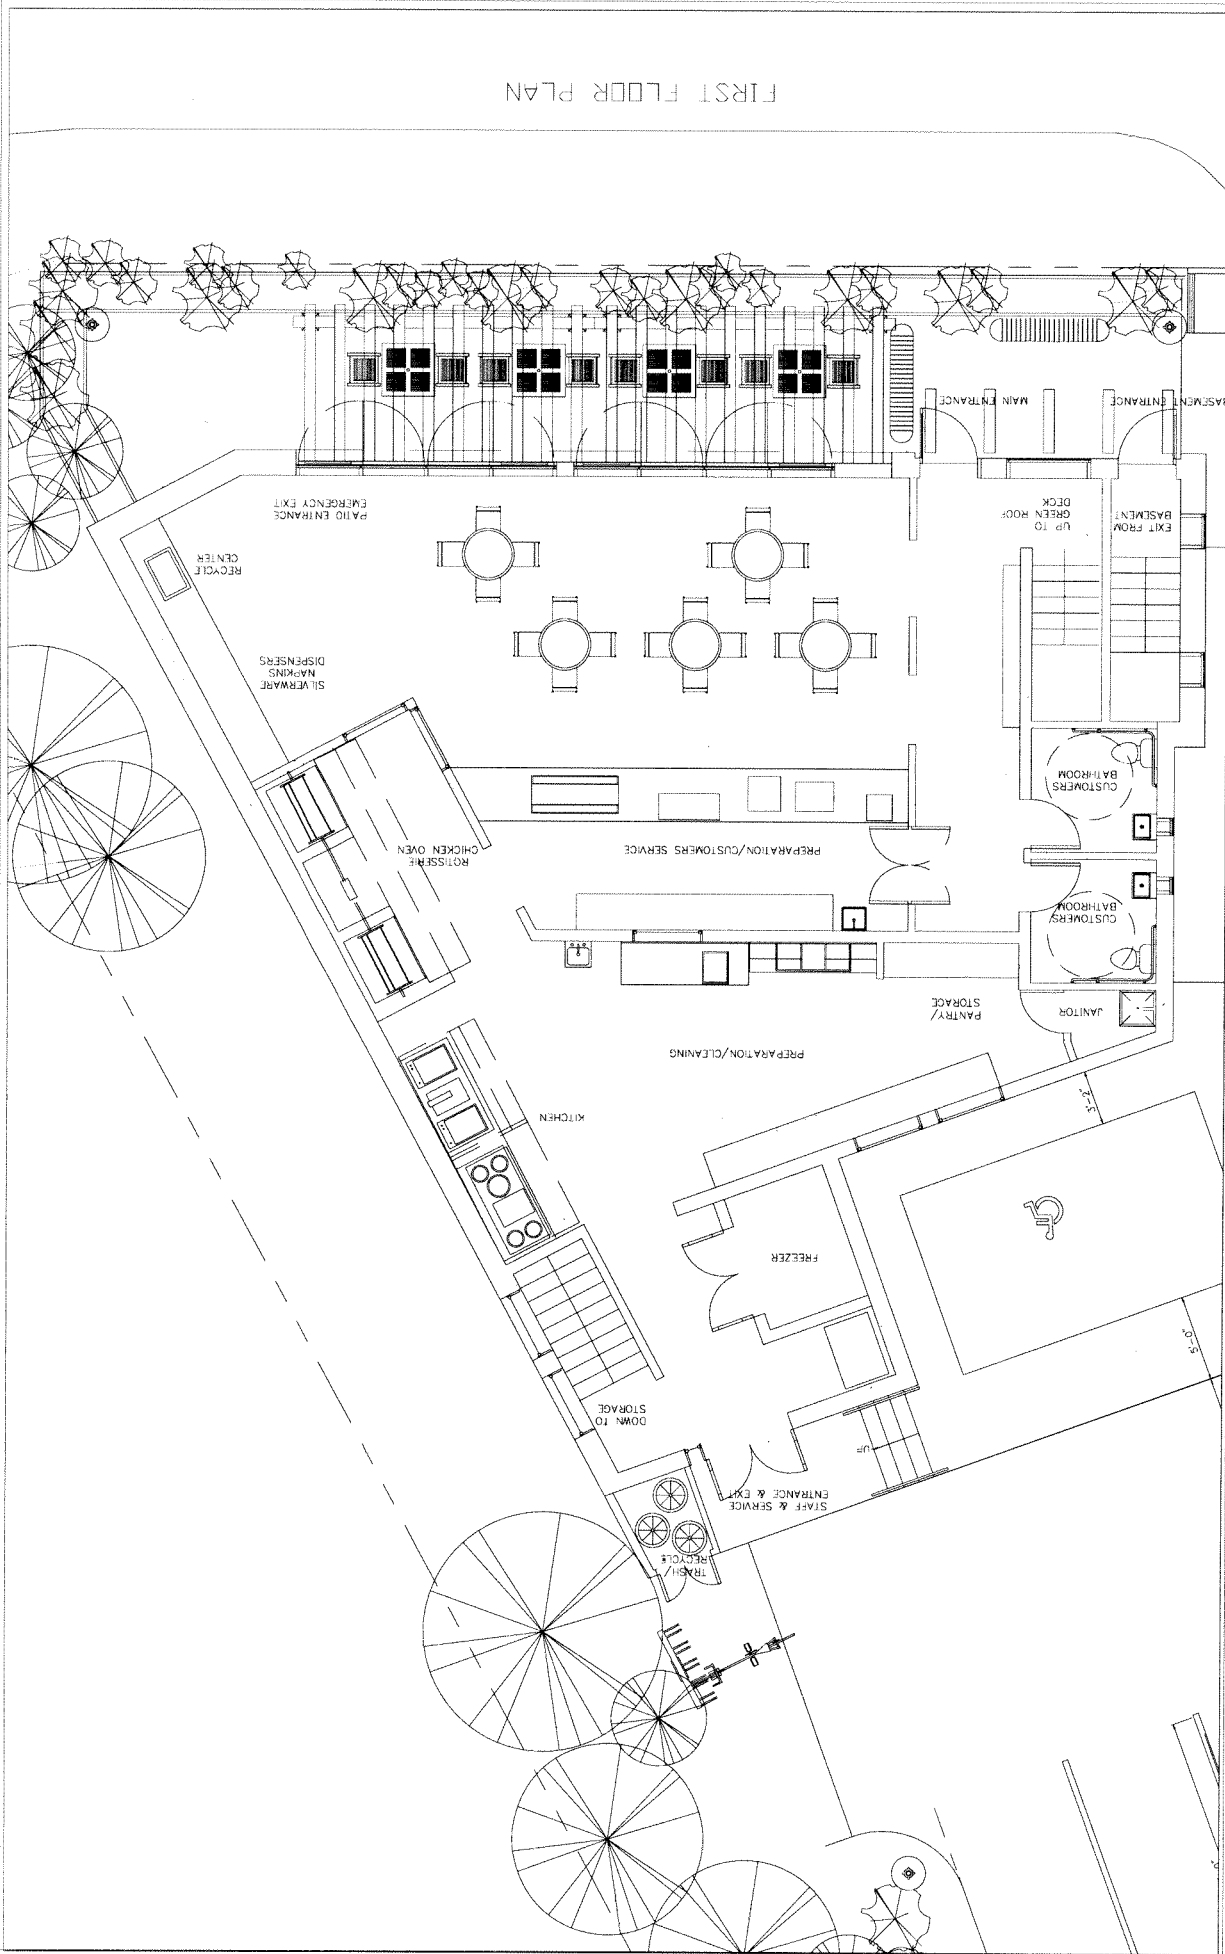 TRASH/
RECYCLE
STAFF & SERVICE
ENTRANCE & EXIT
UP
DOWN TO
STORAGE
5'-0"
FREEZER
KITCHEN
3'-2"
PREPARATION/CLEANING
JANITOR
PANTRY/
STORAGE
CUSTOMERS
BATHROOM
PREPARATION/CUSTOMERS SERVICE
ROTISSERIE
CHICKEN OVEN
CUSTOMERS
BATHROOM
SILVERWARE
NAPKINS
DISPENSERS
RECYCLE
CENTER
EXIT FROM
BASEMENT
UP TO
GREEN ROOF
DECK
PATIO ENTRANCE
EMERGENCY EXIT
BASEMENT ENTRANCE
MAIN ENTRANCE
FIRST FLOOR PLAN